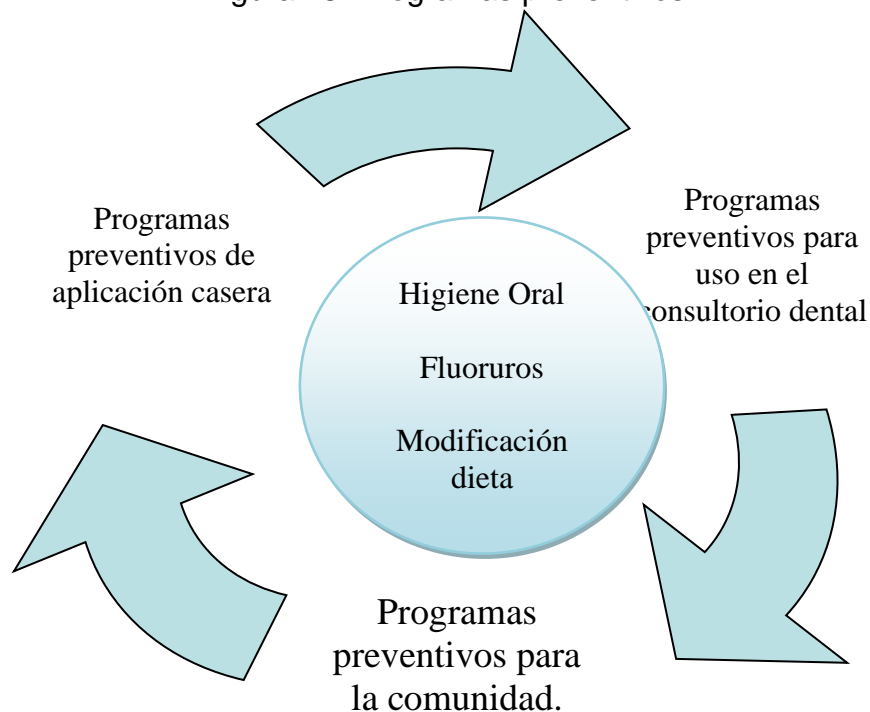 Programas
preventivos de
aplicación casera
Programas
preventivos para
uso en el
consultorio dental
Higiene Oral
Fluoruros
Modificación
dieta
Programas
preventivos para
la comunidad.